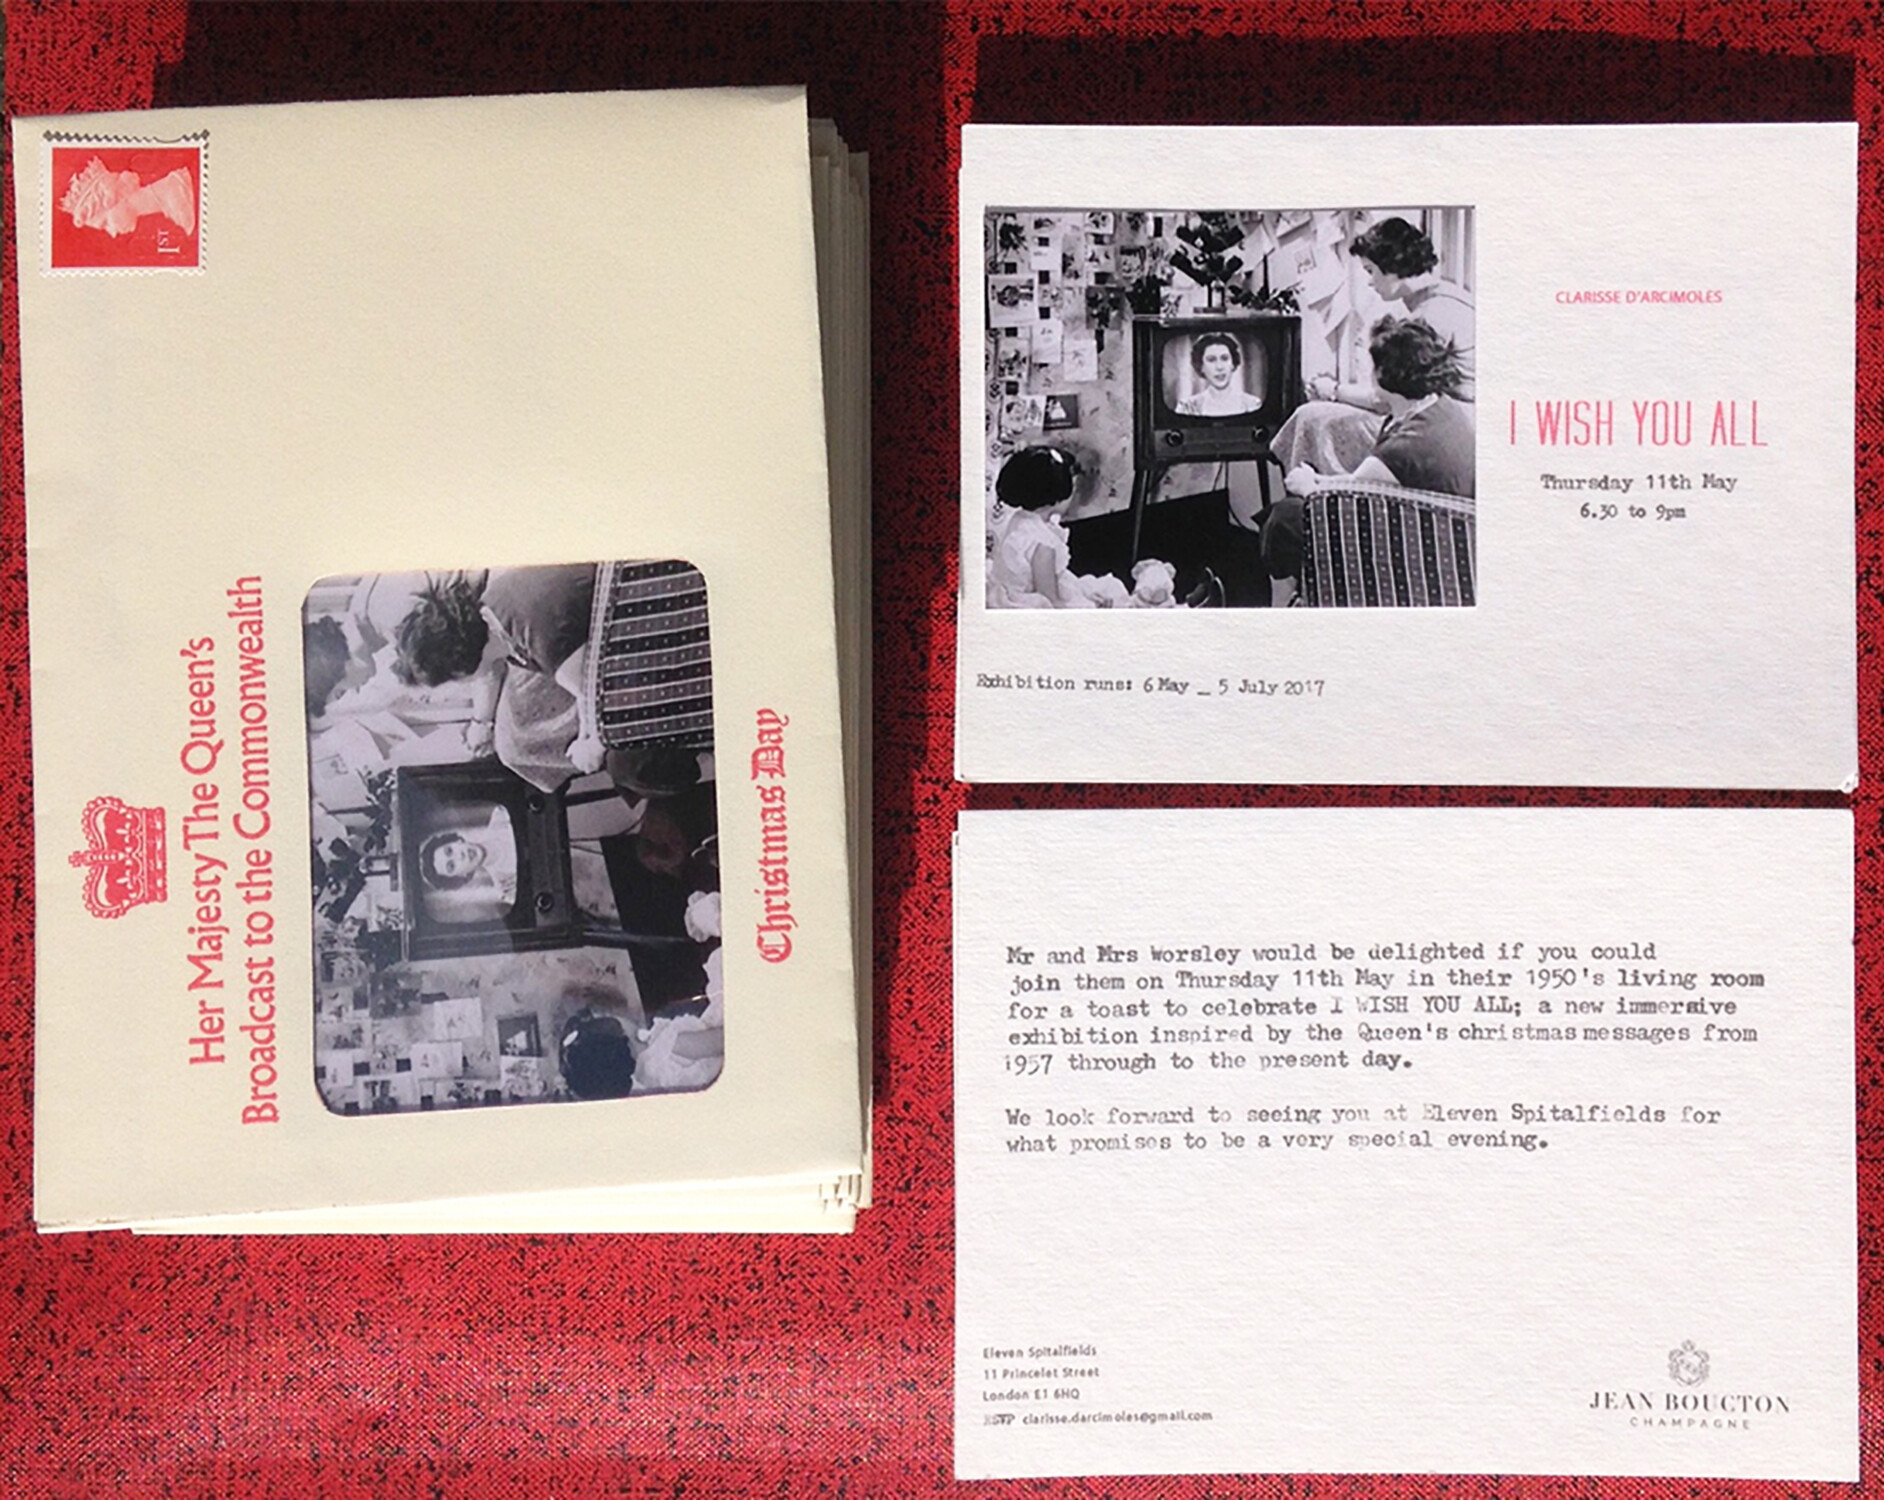 1ST
Her Majesty The Queen's
Broadcast to the Commonwealth
Christmas Day
CLARISSE D'ARCIMOLES
I WISH YOU ALL
Thursday 11th May
6.30 to 9pm
Exhibition runs: 6 May _ 5 July 2017
Mr and Mrs Worsley would be delighted if you could
join them on Thursday 11th May in their 1950's living room
for a toast to celebrate I WISH YOU ALL; a new immersive
exhibition inspired by the Queen's christmas messages from
1957 through to the present day.
We look forward to seeing you at Eleven Spitalfields for
what promises to be a very special evening.
Eleven Spitalfields
11 Princelet Street
London E1 6HQ
RSVP clarisse.darcimoles@gmail.com
JEAN BOUCTON
CHAMPAGNE